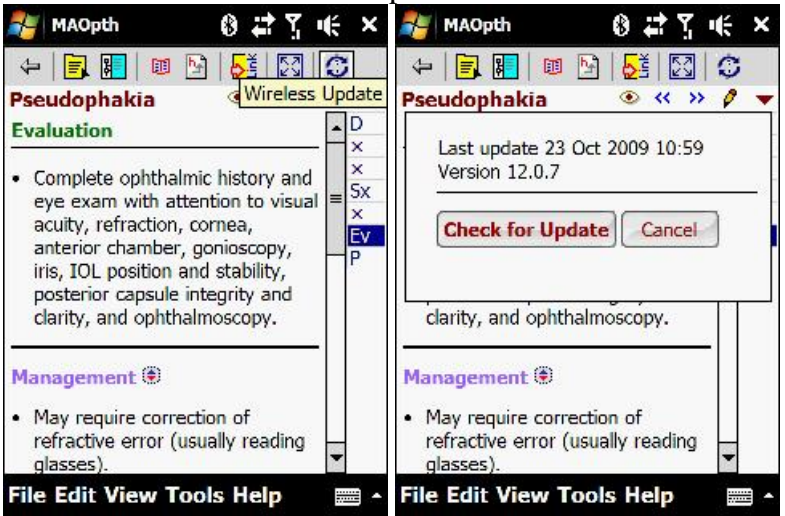 MAOpth
Pseudophakia
Wireless Update
Evaluation
• Complete ophthalmic history and
eye exam with attention to visual
acuity, refraction, cornea,
anterior chamber, gonioscopy,
iris, IOL position and stability,
posterior capsule integrity and
clarity, and ophthalmoscopy.
Management
• May require correction of
refractive error (usually reading
glasses).
D
×
×
Sx
×
Ev
P
File Edit View Tools Help
MAOpth
Pseudophakia
Last update 23 Oct 2009 10:59
Version 12.0.7
Check for Update Cancel
clarity, and ophthalmoscopy.
Management
• May require correction of
refractive error (usually reading
glasses).
File Edit View Tools Help